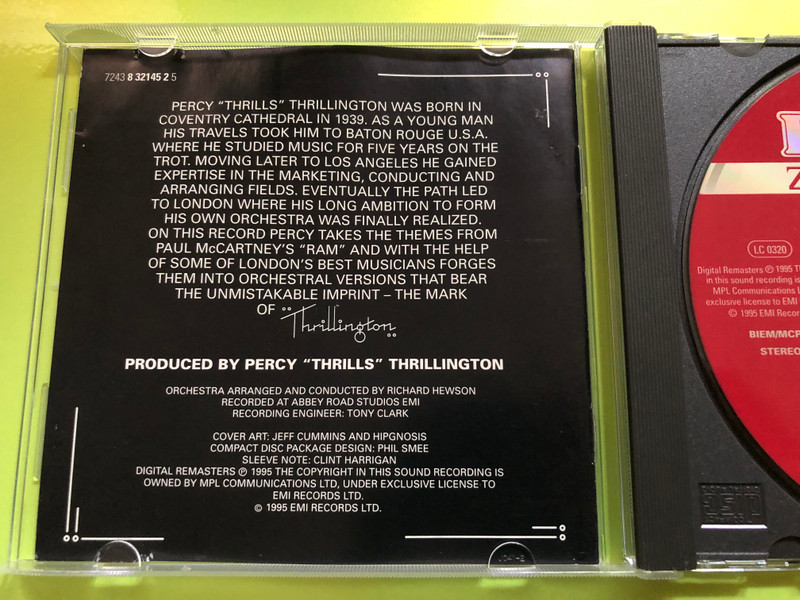 7243 8 32145 2 5
PERCY “THRILLS” THRILLINGTON WAS BORN IN
COVENTRY CATHEDRAL IN 1939. AS A YOUNG MAN
HIS TRAVELS TOOK HIM TO BATON ROUGE U.S.A.
WHERE HE STUDIED MUSIC FOR FIVE YEARS ON THE
TROT. MOVING LATER TO LOS ANGELES HE GAINED
EXPERTISE IN THE MARKETING, CONDUCTING AND
ARRANGING FIELDS. EVENTUALLY THE PATH LED
TO LONDON WHERE HIS LONG AMBITION TO FORM
HIS OWN ORCHESTRA WAS FINALLY REALIZED.
ON THIS RECORD PERCY TAKES THE THEMES FROM
PAUL McCARTNEY’S “RAM” AND WITH THE HELP
OF SOME OF LONDON’S BEST MUSICIANS FORGES
THEM INTO ORCHESTRAL VERSIONS THAT BEAR
THE UNMISTAKABLE IMPRINT – THE MARK
OF Thrillington
PRODUCED BY PERCY “THRILLS” THRILLINGTON
ORCHESTRA ARRANGED AND CONDUCTED BY RICHARD HEWSON
RECORDED AT ABBEY ROAD STUDIOS EMI
RECORDING ENGINEER: TONY CLARK
COVER ART: JEFF CUMMINS AND HIPGNOSIS
COMPACT DISC PACKAGE DESIGN: PHIL SMEE
SLEEVE NOTE: CLINT HARRIGAN
DIGITAL REMASTERS ℗ 1995 THE COPYRIGHT IN THIS SOUND RECORDING IS
OWNED BY MPL COMMUNICATIONS LTD, UNDER EXCLUSIVE LICENSE TO
EMI RECORDS LTD.
© 1995 EMI RECORDS LTD.
LC 0320
Digital Remasters ℗ 1995
in this sound recording is
MPL Communications
exclusive license to EMI
© 1995 EMI Records
BIEM/MCP
STEREO